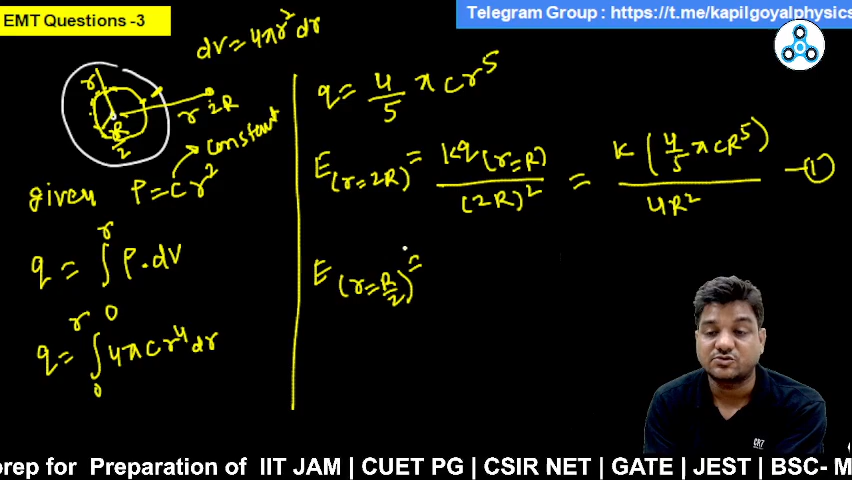 EMT Questions -3
Telegram Group : https://t.me/kapilgoyalphysics
dv = 4πr² dr
r
R/2
r 2R
constant
given ρ = cr²
q = ∫₀ʳ ρ·dv
q = ∫₀ʳ 4πcr⁴dr
q = 4/5 πcr⁵
E(r=2R) = kq(r=R)/(2R)² = k(4/5 πcR⁵)/4R² —①
E(r=R/2) =
CR7
prep for Preparation of IIT JAM | CUET PG | CSIR NET | GATE | JEST | BSC- M